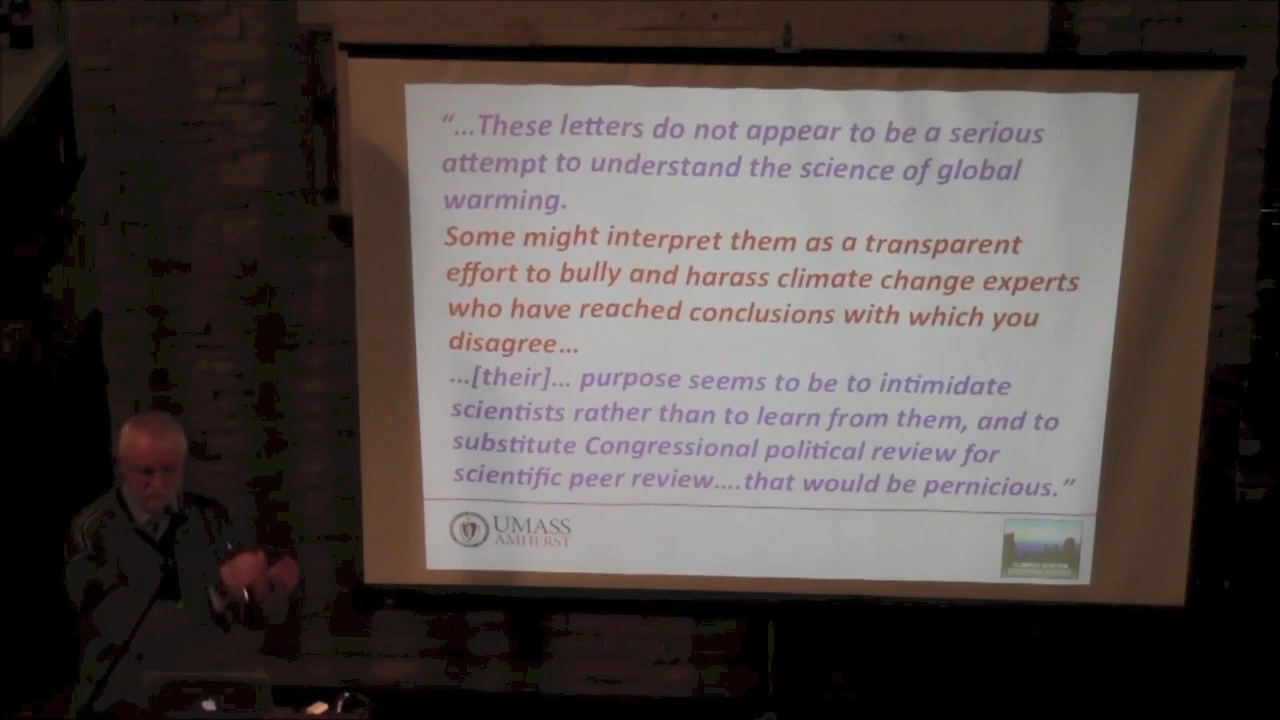 “...These letters do not appear to be a serious
attempt to understand the science of global
warming.
Some might interpret them as a transparent
effort to bully and harass climate change experts
who have reached conclusions with which you
disagree...
...[their]... purpose seems to be to intimidate
scientists rather than to learn from them, and to
substitute Congressional political review for
scientific peer review....that would be pernicious.”
UMASS
AMHERST